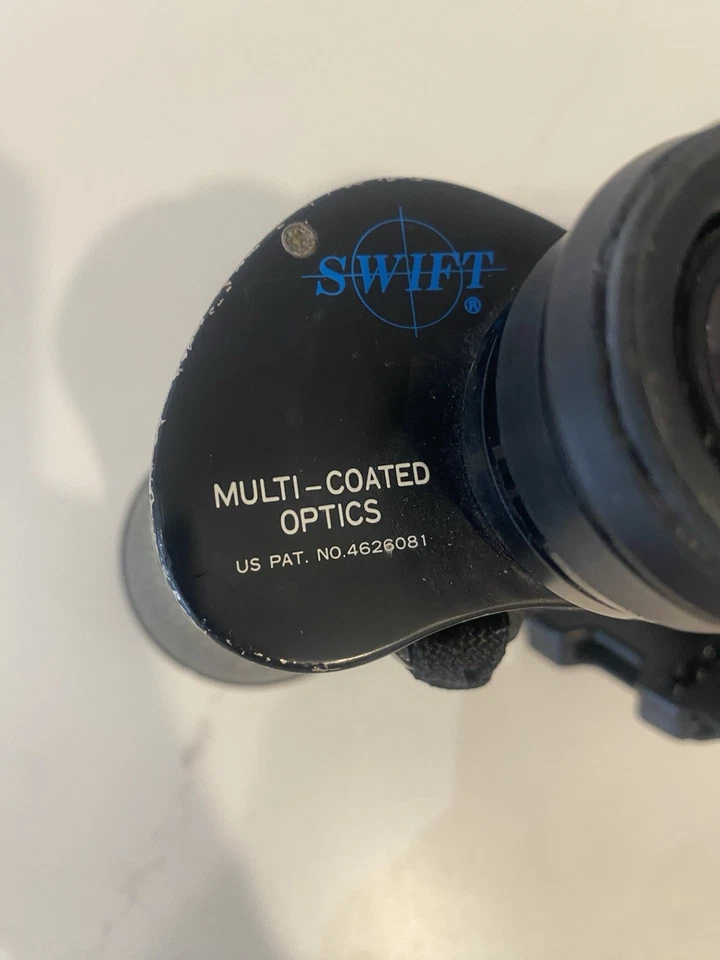 SWIFT
®
MULTI-COATED
OPTICS
US PAT. NO.4626081